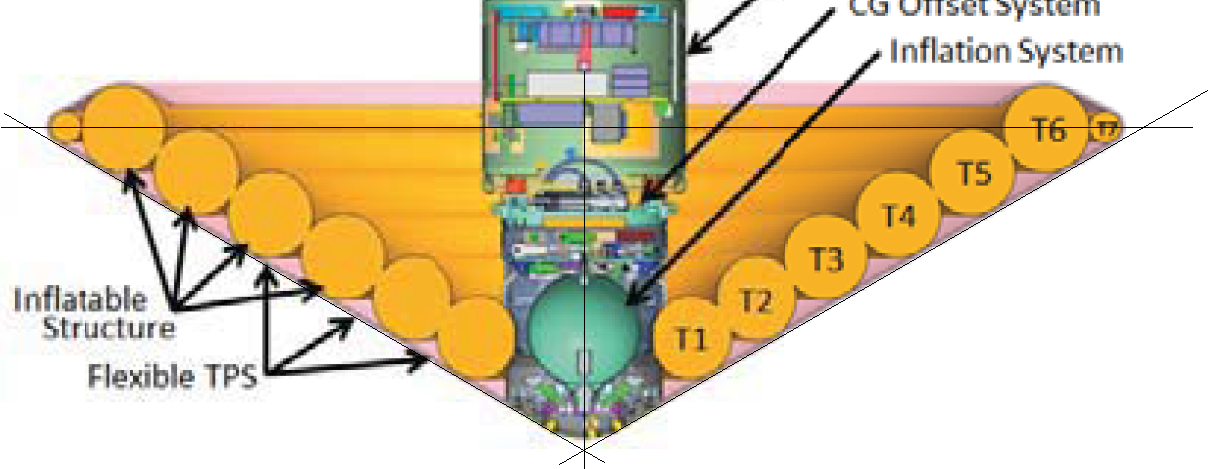 CG Offset System
Inflation System
T6
T7
T5
T4
T3
T2
T1
Inflatable
Structure
Flexible TPS